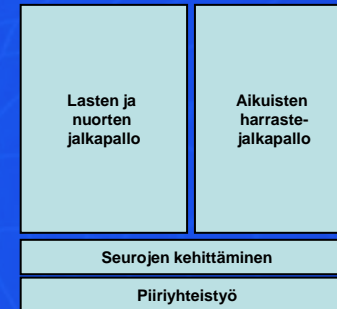 Lasten ja
nuorten
jalkapallo
Aikuisten
harraste-
jalkapallo
Seurojen kehittäminen
Piiriyhteistyö